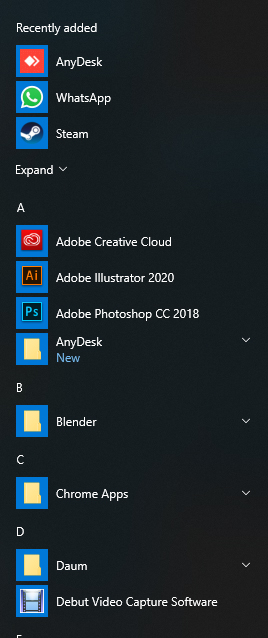 Recently added
AnyDesk
WhatsApp
Steam
Expand
A
Adobe Creative Cloud
Ai
Adobe Illustrator 2020
Ps
Adobe Photoshop CC 2018
AnyDesk
New
B
Blender
C
Chrome Apps
D
Daum
Debut Video Capture Software